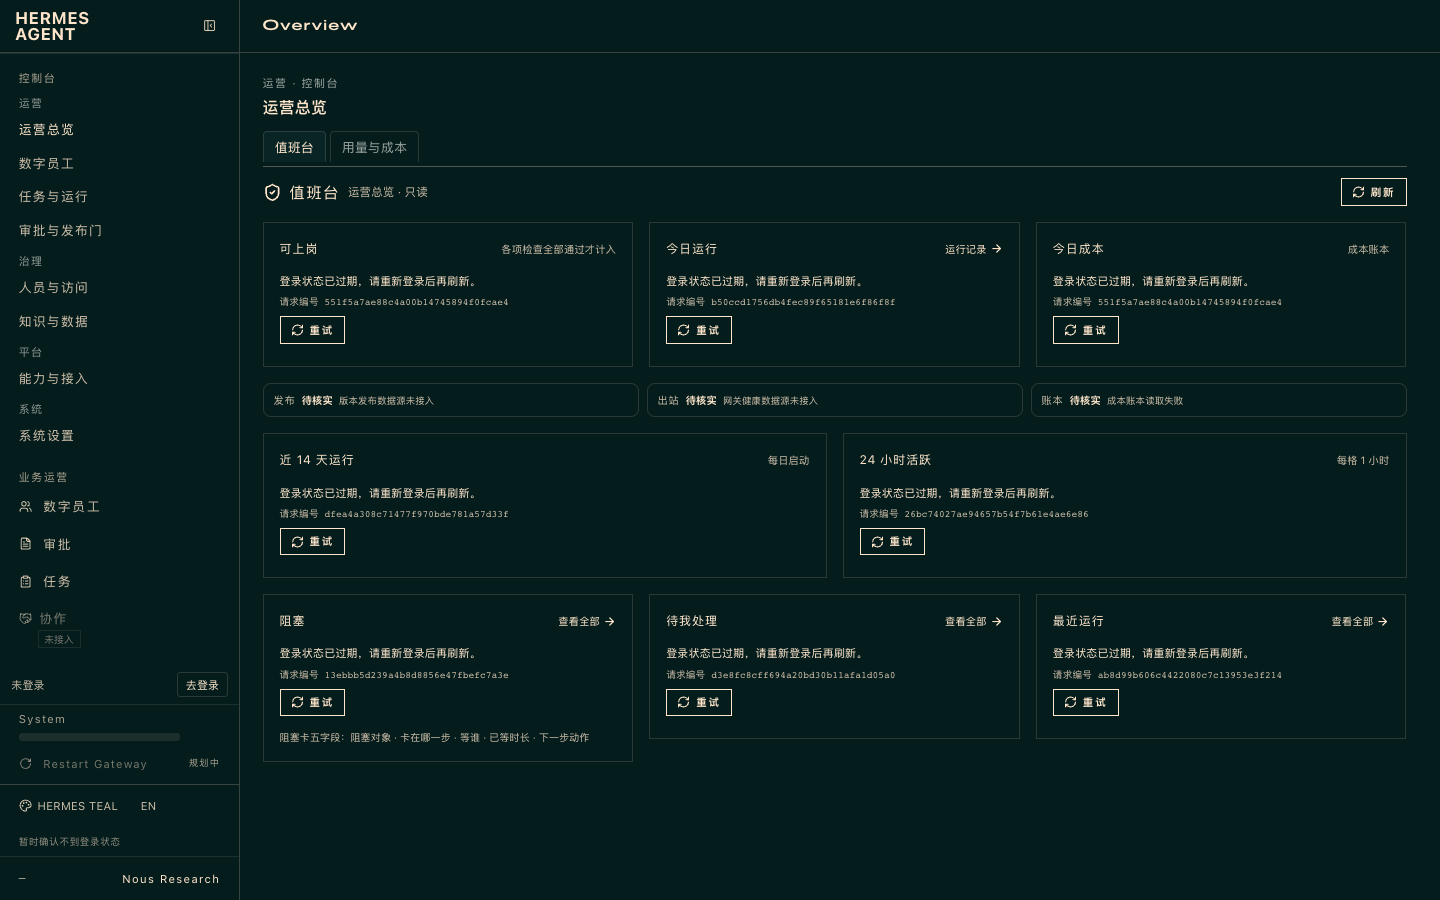 HERMES
AGENT
控制台
运营
运营总览
数字员工
任务与运行
审批与发布门
治理
人员与访问
知识与数据
平台
能力与接入
系统
系统设置
业务运营
数字员工
审批
任务
协作
未接入
未登录
去登录
System
Restart Gateway
规划中
HERMES TEAL
EN
暂时确认不到登录状态
–
Nous Research
Overview
运营 · 控制台
运营总览
值班台
用量与成本
值班台
运营总览 · 只读
刷新
可上岗
各项检查全部通过才计入
登录状态已过期，请重新登录后再刷新。
请求编号 551f5a7ae88c4a00b14745894f0fcae4
重试
今日运行
运行记录
登录状态已过期，请重新登录后再刷新。
请求编号 b50ccd1756db4fec89f65181e6f86f8f
重试
今日成本
成本账本
登录状态已过期，请重新登录后再刷新。
请求编号 551f5a7ae88c4a00b14745894f0fcae4
重试
发布 待核实 版本发布数据源未接入
出站 待核实 网关健康数据源未接入
账本 待核实 成本账本读取失败
近 14 天运行
每日启动
登录状态已过期，请重新登录后再刷新。
请求编号 dfea4a308c71477f970bde781a57d33f
重试
24 小时活跃
每格 1 小时
登录状态已过期，请重新登录后再刷新。
请求编号 26bc74027ae94657b54f7b61e4ae6e86
重试
阻塞
查看全部
登录状态已过期，请重新登录后再刷新。
请求编号 13ebbb5d239a4b8d8856e47fbefc7a3e
重试
阻塞卡五字段：阻塞对象 · 卡在哪一步 · 等谁 · 已等时长 · 下一步动作
待我处理
查看全部
登录状态已过期，请重新登录后再刷新。
请求编号 d3e8fc8cff694a20bd30b11afa1d05a0
重试
最近运行
查看全部
登录状态已过期，请重新登录后再刷新。
请求编号 ab8d99b606c4422080c7c13953e3f214
重试